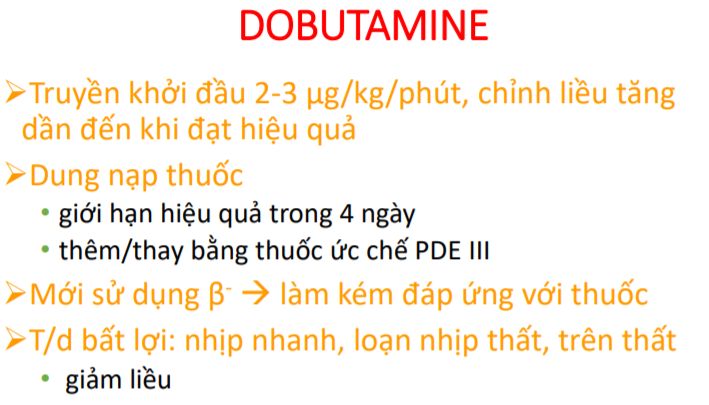 DOBUTAMINE
➢Truyền khởi đầu 2-3 µg/kg/phút, chỉnh liều tăng
dần đến khi đạt hiệu quả
➢Dung nạp thuốc
• giới hạn hiệu quả trong 4 ngày
• thêm/thay bằng thuốc ức chế PDE III
➢Mới sử dụng β⁻ → làm kém đáp ứng với thuốc
➢T/d bất lợi: nhịp nhanh, loạn nhịp thất, trên thất
• giảm liều